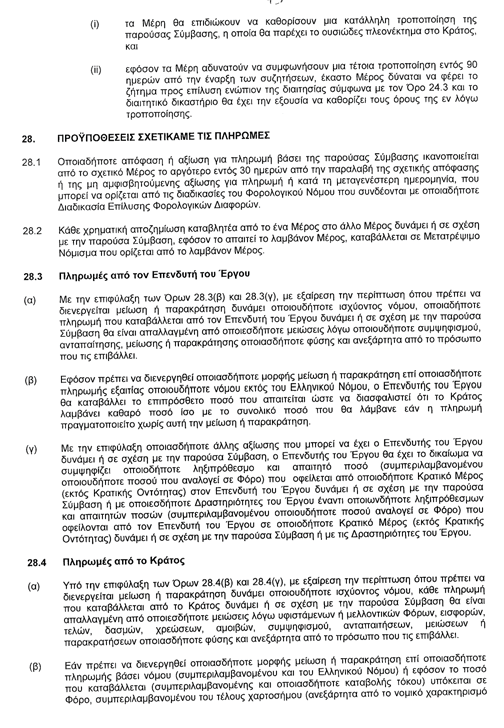 (i) τα Μέρη θα επιδιώκουν να καθορίσουν μια κατάλληλη τροποποίηση της
παρούσας Σύμβασης, η οποία θα παρέχει το ουσιώδες πλεονέκτημα στο Κράτος,
και
(ii) εφόσον τα Μέρη αδυνατούν να συμφωνήσουν μια τέτοια τροποποίηση εντός 90
ημερών από την έναρξη των συζητήσεων, έκαστο Μέρος δύναται να φέρει το
ζήτημα προς επίλυση ενώπιον της διαιτησίας σύμφωνα με τον Όρο 24.3 και το
διαιτητικό δικαστήριο θα έχει την εξουσία να καθορίζει τους όρους της εν λόγω
τροποποίησης.
28. ΠΡΟΫΠΟΘΕΣΕΙΣ ΣΧΕΤΙΚΑΜΕ ΤΙΣ ΠΛΗΡΩΜΕΣ
28.1 Οποιαδήποτε απόφαση ή αξίωση για πληρωμή βάσει της παρούσας Σύμβασης ικανοποιείται
από το σχετικό Μέρος το αργότερο εντός 30 ημερών από την παραλαβή της σχετικής απόφασης
ή της μη αμφισβητούμενης αξίωσης για πληρωμή ή κατά τη μεταγενέστερη ημερομηνία, που
μπορεί να ορίζεται από τις διαδικασίες του Φορολογικού Νόμου που συνδέονται με οποιαδήποτε
Διαδικασία Επίλυσης Φορολογικών Διαφορών.
28.2 Κάθε χρηματική αποζημίωση καταβλητέα από το ένα Μέρος στο άλλο Μέρος δυνάμει ή σε σχέση
με την παρούσα Σύμβαση, εφόσον το απαιτεί το λαμβάνον Μέρος, καταβάλλεται σε Μετατρέψιμο
Νόμισμα που ορίζεται από το λαμβάνον Μέρος.
28.3 Πληρωμές από τον Επενδυτή του Έργου
(α) Με την επιφύλαξη των Όρων 28.3(β) και 28.3(γ), με εξαίρεση την περίπτωση όπου πρέπει να
διενεργείται μείωση ή παρακράτηση δυνάμει οποιουδήποτε ισχύοντος νόμου, οποιαδήποτε
πληρωμή που καταβάλλεται από τον Επενδυτή του Έργου δυνάμει ή σε σχέση με την παρούσα
Σύμβαση θα είναι απαλλαγμένη από οποιεσδήποτε μειώσεις λόγω οποιουδήποτε συμψηφισμού,
ανταπαίτησης, μείωσης ή παρακράτησης οποιασδήποτε φύσης και ανεξάρτητα από το πρόσωπο
που τις επιβάλλει.
(β) Εφόσον πρέπει να διενεργηθεί οποιασδήποτε μορφής μείωση ή παρακράτηση επί οποιασδήποτε
πληρωμής εξαιτίας οποιουδήποτε νόμου εκτός του Ελληνικού Νόμου, ο Επενδυτής του Έργου
θα καταβάλλει το επιπρόσθετο ποσό που απαιτείται ώστε να διασφαλιστεί ότι το Κράτος
λαμβάνει καθαρό ποσό ίσο με το συνολικό ποσό που θα λάμβανε εάν η πληρωμή
πραγματοποιείτο χωρίς αυτή την μείωση ή παρακράτηση.
(γ) Με την επιφύλαξη οποιασδήποτε άλλης αξίωσης που μπορεί να έχει ο Επενδυτής του Έργου
δυνάμει ή σε σχέση με την παρούσα Σύμβαση, ο Επενδυτής του Έργου θα έχει το δικαίωμα να
συμψηφίζει οποιοδήποτε ληξιπρόθεσμο και απαιτητό ποσό (συμπεριλαμβανομένου
οποιουδήποτε ποσού που αναλογεί σε Φόρο) που οφείλεται από οποιοδήποτε Κρατικό Μέρος
(εκτός Κρατικής Οντότητας) στον Επενδυτή του Έργου δυνάμει ή σε σχέση με την παρούσα
Σύμβαση ή με οποιεσδήποτε Δραστηριότητες του Έργου έναντι οποιωνδήποτε ληξιπρόθεσμων
και απαιτητών ποσών (συμπεριλαμβανομένου οποιουδήποτε ποσού αναλογεί σε Φόρο) που
οφείλονται από τον Επενδυτή του Έργου σε οποιοδήποτε Κρατικό Μέρος (εκτός Κρατικής
Οντότητας) δυνάμει ή σε σχέση με την παρούσα Σύμβαση ή με τις Δραστηριότητες του Έργου.
28.4 Πληρωμές από το Κράτος
(α) Υπό την επιφύλαξη των Όρων 28.4(β) και 28.4(γ), με εξαίρεση την περίπτωση όπου πρέπει να
διενεργείται μείωση ή παρακράτηση δυνάμει οποιουδήποτε ισχύοντος νόμου, κάθε πληρωμή
που καταβάλλεται από το Κράτος δυνάμει ή σε σχέση με την παρούσα Σύμβαση θα είναι
απαλλαγμένη από οποιεσδήποτε μειώσεις λόγω υφιστάμενων ή μελλοντικών Φόρων, εισφορών,
τελών, δασμών, χρεώσεων, αμοιβών, συμψηφισμού, ανταπαιτήσεων, μειώσεων ή
παρακρατήσεων οποιασδήποτε φύσης και ανεξάρτητα από το πρόσωπο που τις επιβάλλει.
(β) Εάν πρέπει να διενεργηθεί οποιασδήποτε μορφής μείωση ή παρακράτηση επί οποιασδήποτε
πληρωμής βάσει νόμου (συμπεριλαμβανομένου και του Ελληνικού Νόμου) ή εφόσον το ποσό
που καταβάλλεται (συμπεριλαμβανομένης και οποιασδήποτε καταβολής τόκου) υπόκειται σε
Φόρο, συμπεριλαμβανομένου του τέλους χαρτοσήμου (ανεξάρτητα από το νομικό χαρακτηρισμό